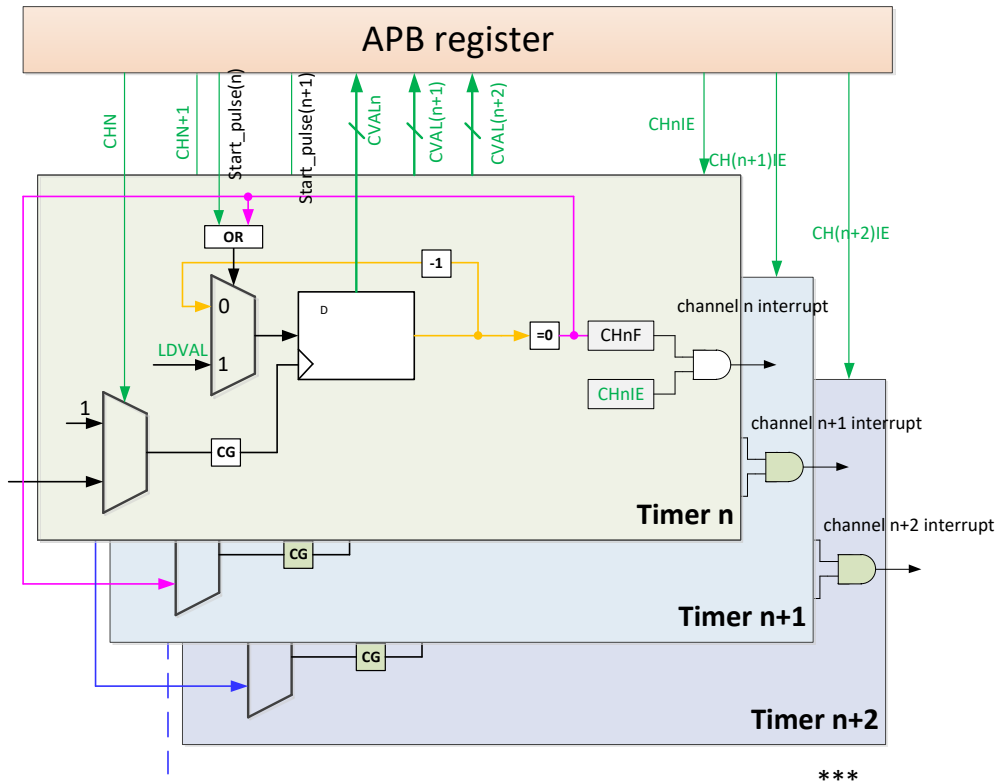 APB register
CHN
CHN+1
Start_pulse(n)
Start_pulse(n+1)
CVALn
CVAL(n+1)
CVAL(n+2)
CHnIE
CH(n+1)IE
CH(n+2)IE
OR
-1
0
D
channel n interrupt
=0
CHnF
LDVAL
1
CHnIE
1
CG
channel n+1 interrupt
Timer n
channel n+2 interrupt
CG
Timer n+1
CG
Timer n+2
***